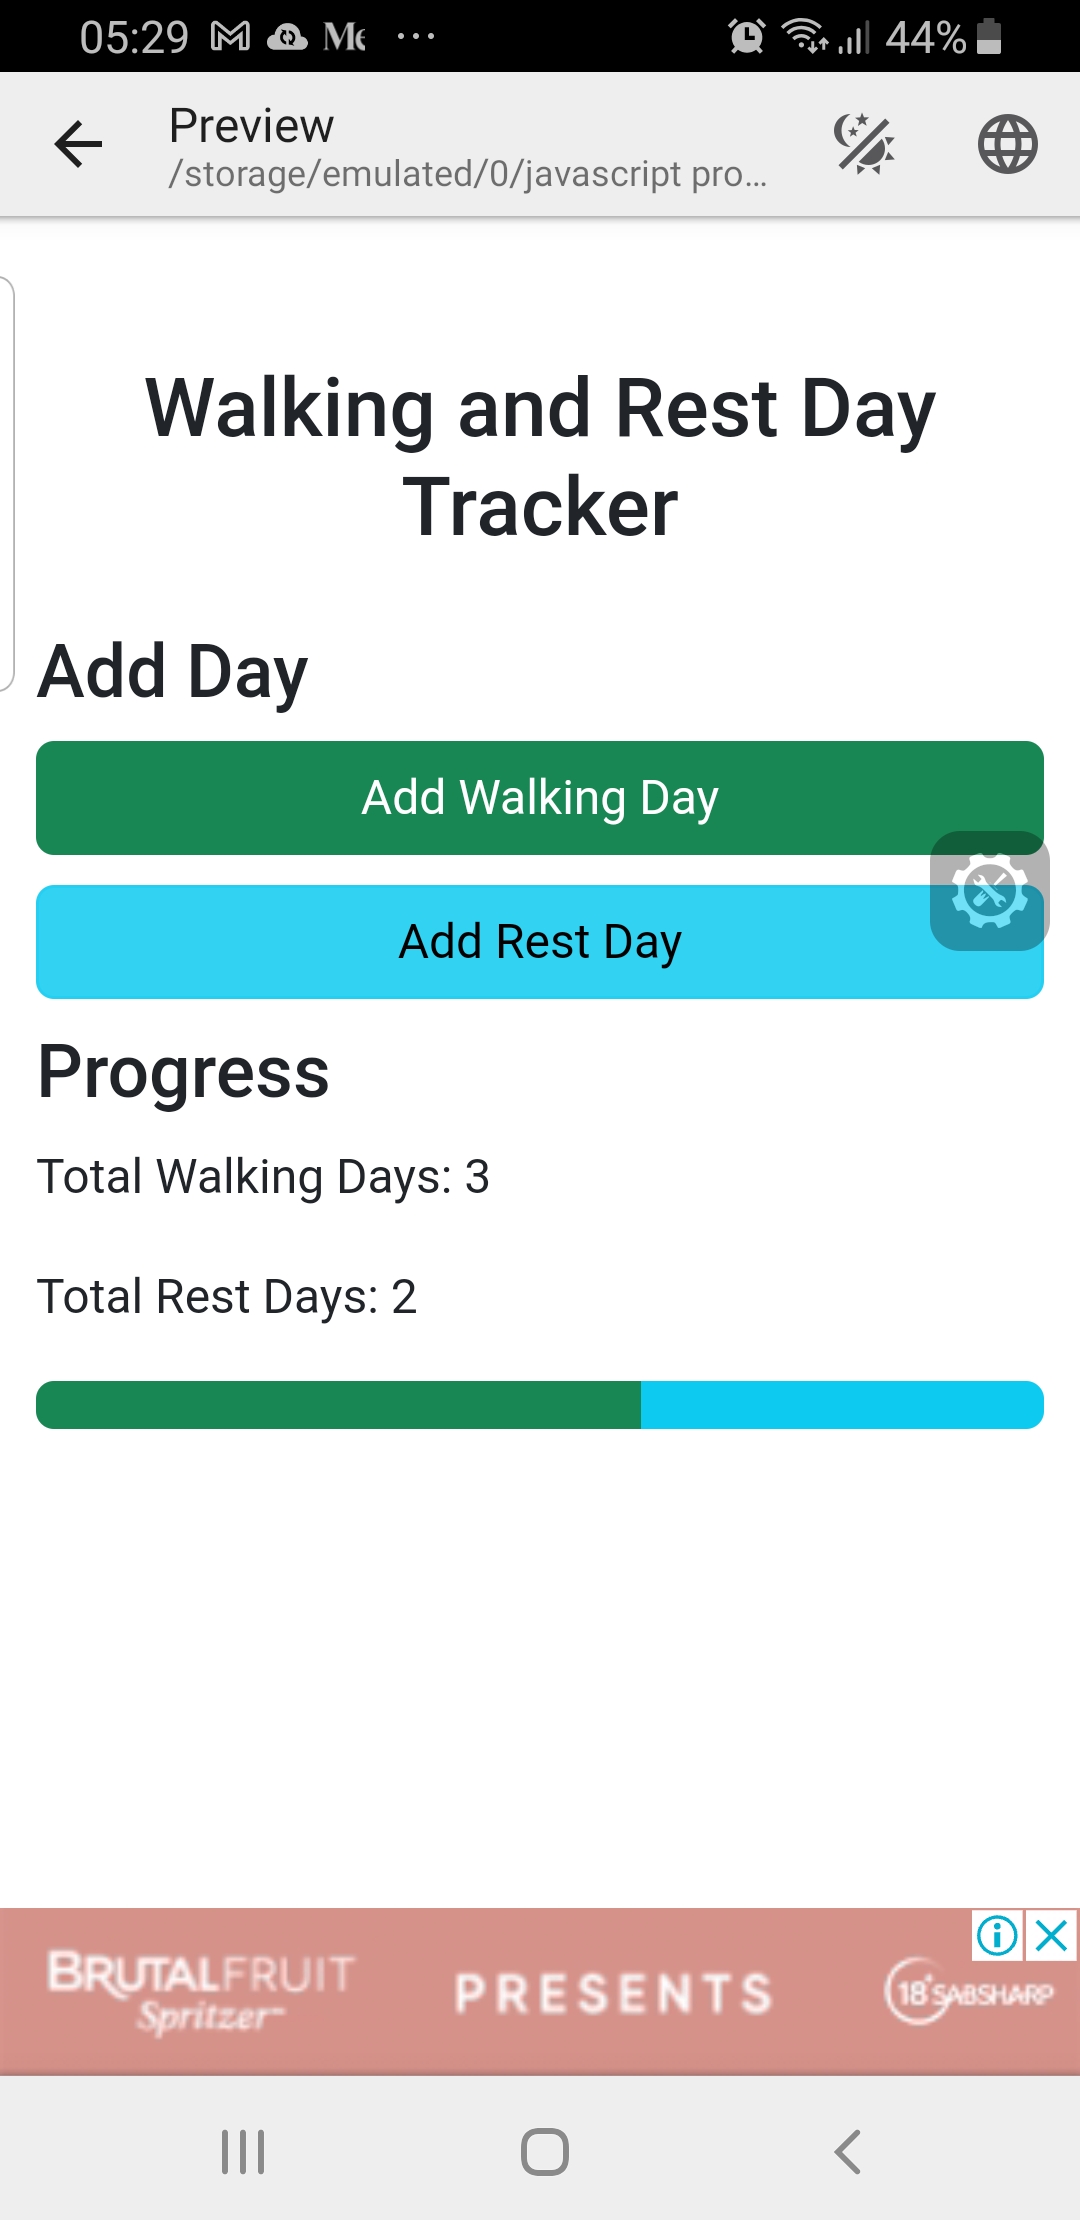 05:29 44%
Preview
/storage/emulated/0/javascript pro...
Walking and Rest Day
Tracker
Add Day
Add Walking Day
Add Rest Day
Progress
Total Walking Days: 3
Total Rest Days: 2
BRUTALFRUIT PRESENTS 18+ SABSHARP
Spritzer